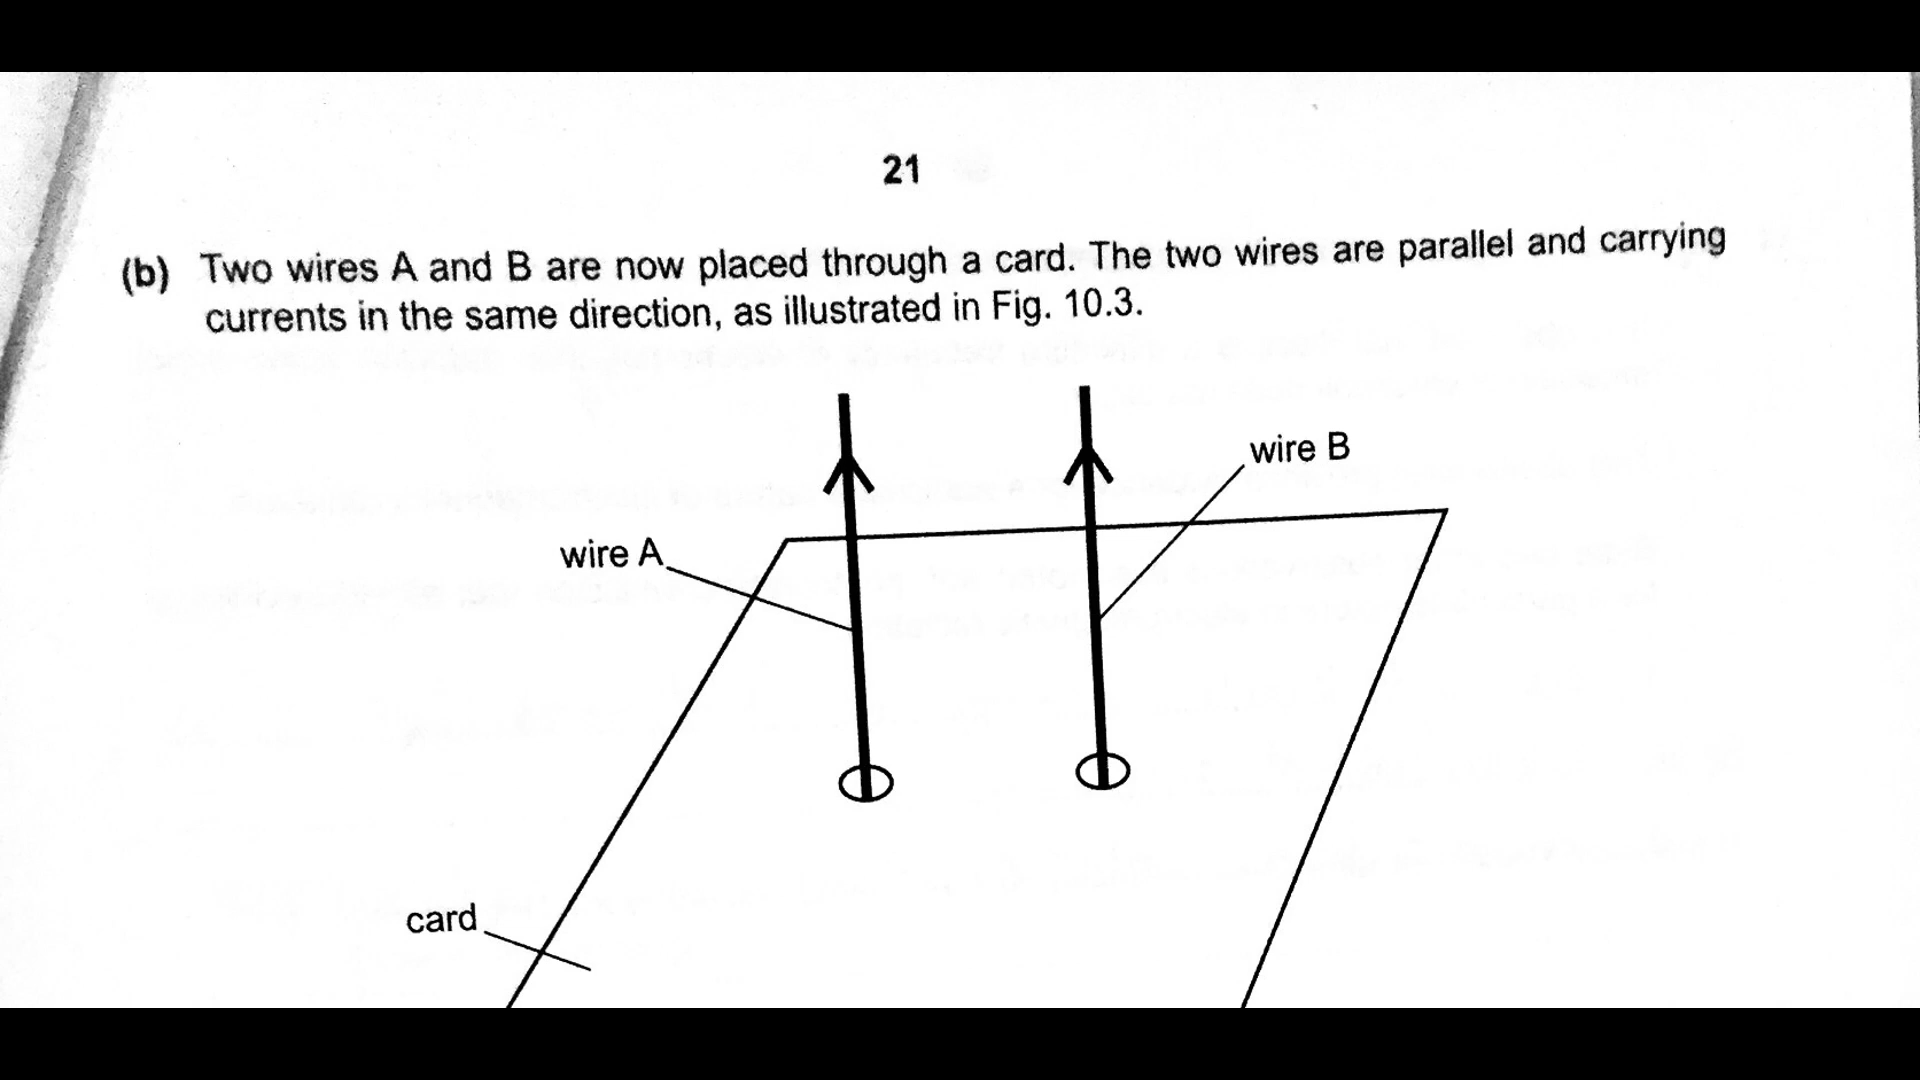 21
(b) Two wires A and B are now placed through a card. The two wires are parallel and carrying
currents in the same direction, as illustrated in Fig. 10.3.
wire B
wire A
card